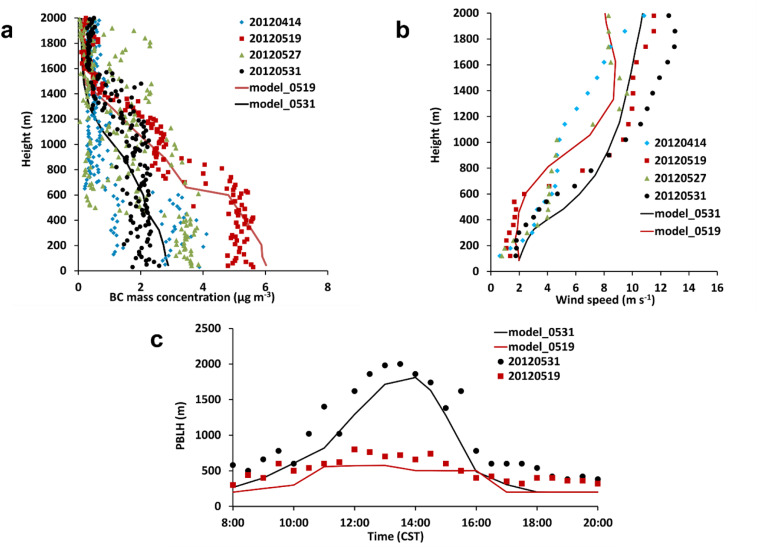 a
2000
1800
1600
1400
1200
1000
800
600
400
200
0
Height (m)
0 2 4 6 8
BC mass concentration (μg m-3)
20120414
20120519
20120527
20120531
model_0519
model_0531
b
2000
1800
1600
1400
1200
1000
800
600
400
200
0
Height (m)
0 2 4 6 8 10 12 14 16
Wind speed (m s-1)
20120414
20120519
20120527
20120531
model_0531
model_0519
c
2500
2000
1500
1000
500
0
PBLH (m)
8:00 10:00 12:00 14:00 16:00 18:00 20:00
Time (CST)
model_0531
model_0519
20120531
20120519